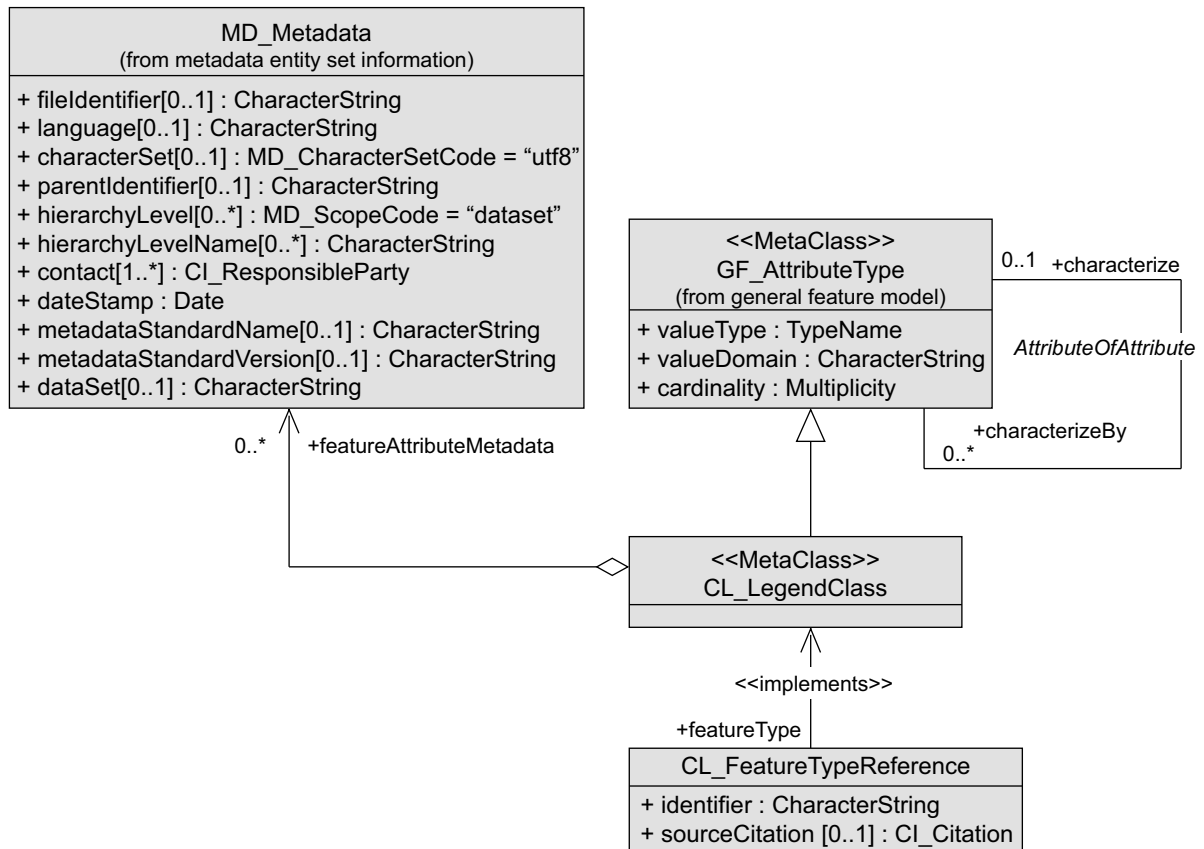 MD_Metadata
(from metadata entity set information)
+ fileIdentifier[0..1] : CharacterString
+ language[0..1] : CharacterString
+ characterSet[0..1] : MD_CharacterSetCode = “utf8”
+ parentIdentifier[0..1] : CharacterString
+ hierarchyLevel[0..*] : MD_ScopeCode = “dataset”
+ hierarchyLevelName[0..*] : CharacterString
+ contact[1..*] : CI_ResponsibleParty
+ dateStamp : Date
+ metadataStandardName[0..1] : CharacterString
+ metadataStandardVersion[0..1] : CharacterString
+ dataSet[0..1] : CharacterString
0..* +featureAttributeMetadata
<<MetaClass>>
GF_AttributeType
(from general feature model)
+ valueType : TypeName
+ valueDomain : CharacterString
+ cardinality : Multiplicity
0..1 +characterize
AttributeOfAttribute
+characterizeBy
0..*
<<MetaClass>>
CL_LegendClass
<<implements>>
+featureType
CL_FeatureTypeReference
+ identifier : CharacterString
+ sourceCitation [0..1] : CI_Citation